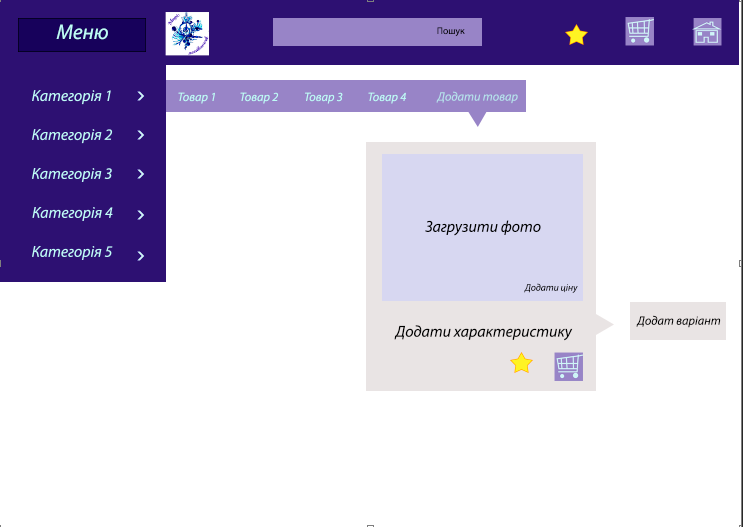 Меню
Пошук
Категорія 1
Категорія 2
Категорія 3
Категорія 4
Категорія 5
Товар 1 Товар 2 Товар 3 Товар 4 Додати товар
Загрузити фото
Додати ціну
Додати характеристику
Додат варіант